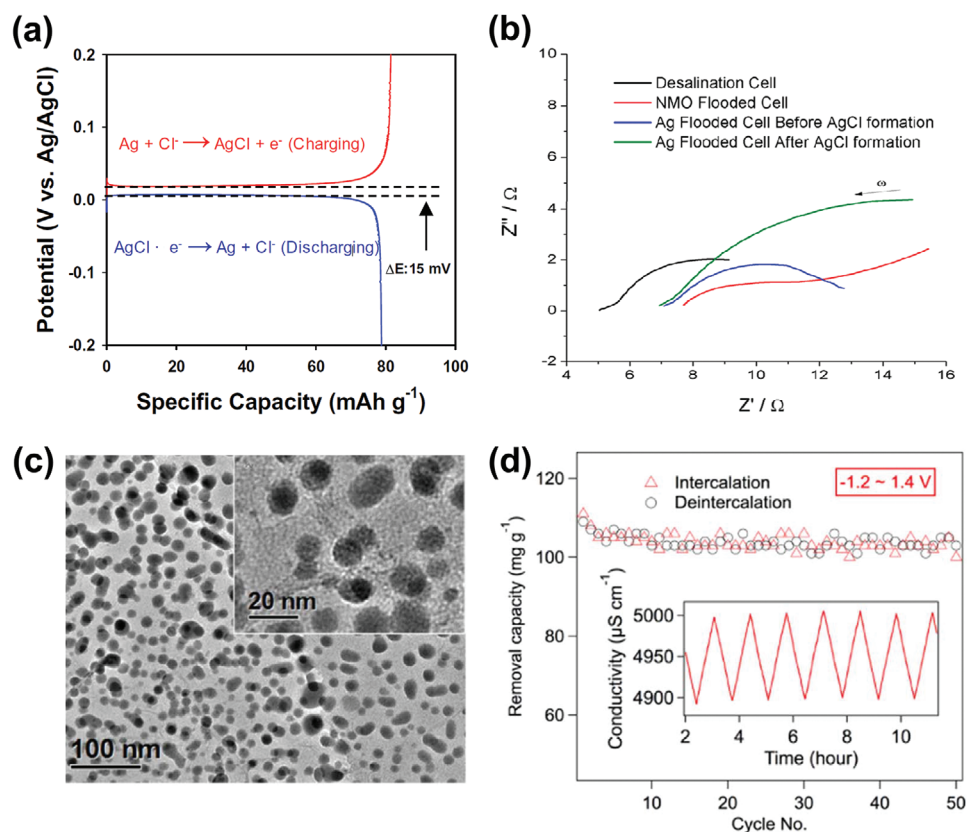 (a)
0.2
0.1
0.0
-0.1
-0.2
Potential (V vs. Ag/AgCl)
Ag + Cl⁻ → AgCl + e⁻ (Charging)
AgCl · e⁻ → Ag + Cl⁻ (Discharging)
ΔE:15 mV
0 20 40 60 80 100
Specific Capacity (mAh g⁻¹)
(b)
10
8
6
4
2
0
-2
Z'' / Ω
Desalination Cell
NMO Flooded Cell
Ag Flooded Cell Before AgCl formation
Ag Flooded Cell After AgCl formation
ω
4 6 8 10 12 14 16
Z' / Ω
(c)
20 nm
100 nm
(d)
120
100
80
60
Removal capacity (mg g⁻¹)
Intercalation
Deintercalation
-1.2 ~ 1.4 V
5000
4950
4900
Conductivity (µS cm⁻¹)
2 4 6 8 10
Time (hour)
10 20 30 40 50
Cycle No.